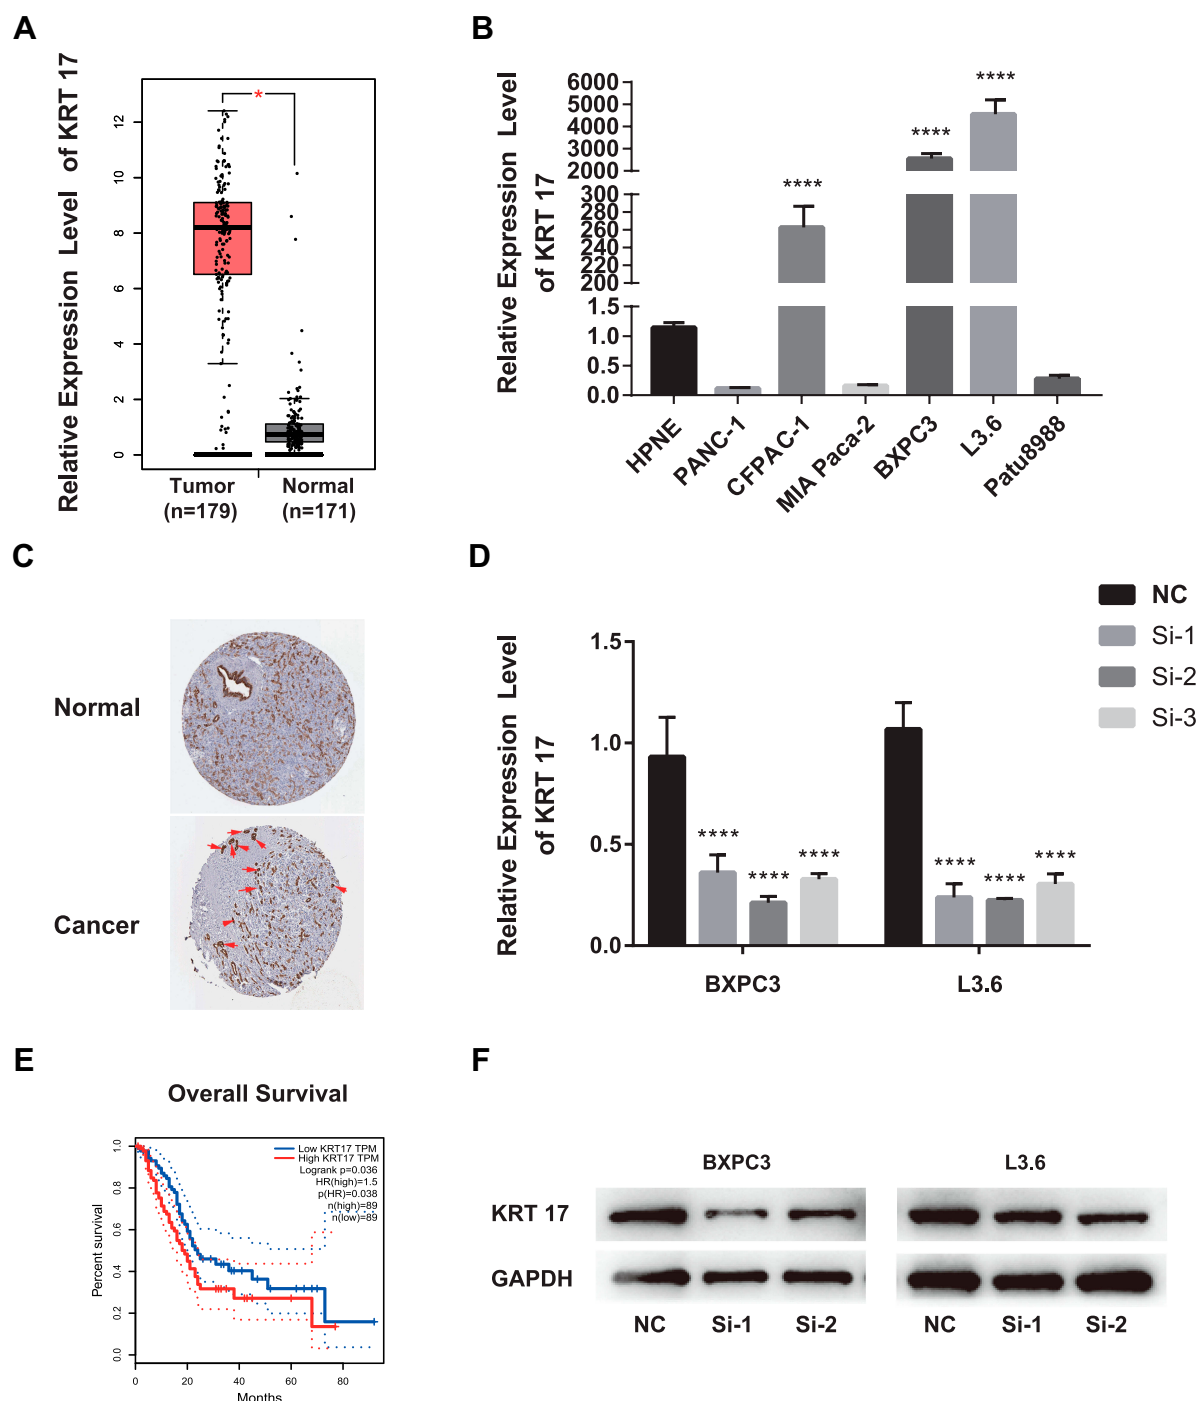 A
Relative Expression Level of KRT 17
12
10
8
6
4
2
0
*
Tumor
(n=179)
Normal
(n=171)
B
Relative Expression Level
of KRT 17
6000
5000
4000
3000
2000
300
280
260
240
220
200
1.5
1.0
0.5
0.0
****
****
****
HPNE
PANC-1
CFPAC-1
MIA Paca-2
BXPC3
L3.6
Patu8988
C
Normal
Cancer
D
Relative Expression Level
of KRT 17
1.5
1.0
0.5
0.0
****
****
****
****
****
****
BXPC3
L3.6
NC
Si-1
Si-2
Si-3
E
Overall Survival
Percent survival
1.0
0.8
0.6
0.4
0.2
0.0
Low KRT17 TPM
High KRT17 TPM
Logrank p=0.036
HR(high)=1.5
p(HR)=0.038
n(high)=89
n(low)=89
0 20 40 60 80
Months
F
BXPC3 L3.6
KRT 17
GAPDH
NC Si-1 Si-2 NC Si-1 Si-2